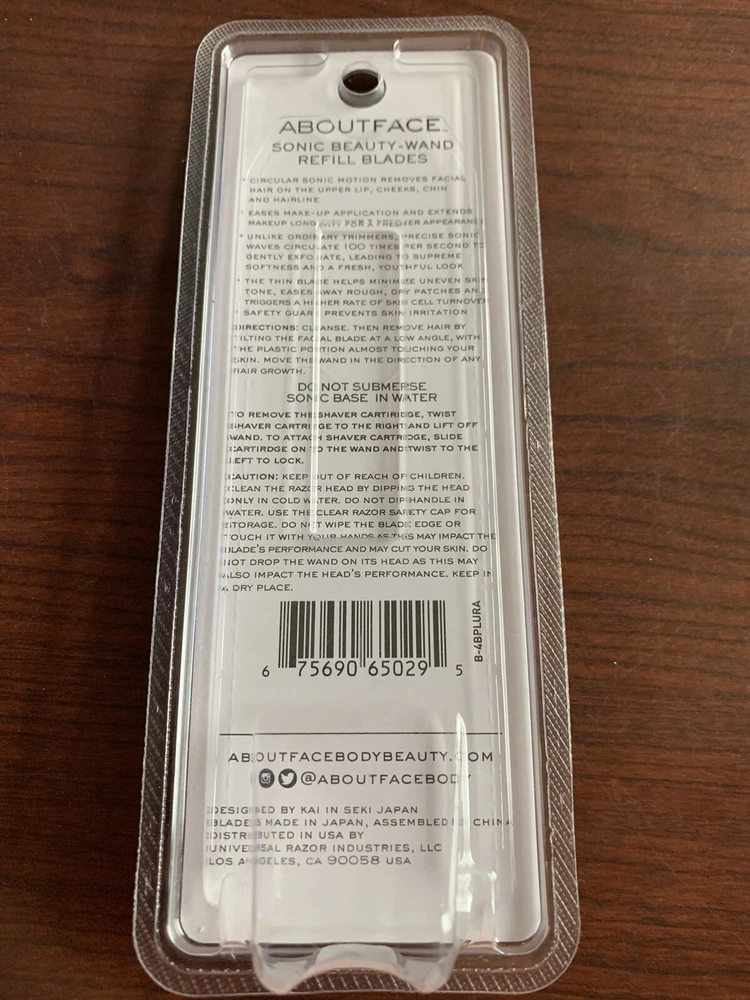 ABOUTFACE
SONIC BEAUTY-WAND
REFILL BLADES
* CIRCULAR SONIC MOTION REMOVES FACIAL
HAIR ON THE UPPER LIP, CHEEKS, CHIN
AND HAIRLINE
* EASES MAKE-UP APPLICATION AND EXTENDS
MAKEUP LONG FOR A FRESHER APPEARANCE
* UNLIKE ORDINARY TRIMMERS, PRECISE SONIC
WAVES CIRCULATE 100 TIMES PER SECOND TO
GENTLY EXFOLIATE, LEADING TO SUPREME
SOFTNESS AND A FRESH, YOUTHFUL LOOK
* THE THIN BLADE HELPS MINIMIZE UNEVEN SKIN
TONE, EASES AWAY ROUGH, DRY PATCHES AND
TRIGGERS A HIGHER RATE OF SKIN CELL TURNOVER
* SAFETY GUARD PREVENTS SKIN IRRITATION
DIRECTIONS: CLEANSE. THEN REMOVE HAIR BY
TILTING THE FACIAL BLADE AT A LOW ANGLE, WITH
THE PLASTIC PORTION ALMOST TOUCHING YOUR
SKIN. MOVE THE WAND IN THE DIRECTION OF ANY
HAIR GROWTH.
DO NOT SUBMERSE
SONIC BASE IN WATER
TO REMOVE THE SHAVER CARTIRIDGE, TWIST
SHAVER CARTRIDGE TO THE RIGHT AND LIFT OFF
WAND. TO ATTACH SHAVER CARTRIDGE, SLIDE
CARTIRDGE ON TO THE WAND AND TWIST TO THE
LEFT TO LOCK.
CAUTION: KEEP OUT OF REACH OF CHILDREN.
CLEAN THE RAZOR HEAD BY DIPPING THE HEAD
ONLY IN COLD WATER. DO NOT DIP HANDLE IN
WATER. USE THE CLEAR RAZOR SAFETY CAP FOR
STORAGE. DO NOT WIPE THE BLADE EDGE OR
TOUCH IT WITH YOUR HANDS AS THIS MAY IMPACT THE
BLADE'S PERFORMANCE AND MAY CUT YOUR SKIN. DO
NOT DROP THE WAND ON ITS HEAD AS THIS MAY
ALSO IMPACT THE HEAD'S PERFORMANCE. KEEP IN
A DRY PLACE.
6 75690 65029 5
B-4BPLURA
ABOUTFACEBODYBEAUTY.COM
@ABOUTFACEBODY
DESIGNED BY KAI IN SEKI JAPAN
BLADES MADE IN JAPAN, ASSEMBLED IN CHINA
DISTRIBUTED IN USA BY
UNIVERSAL RAZOR INDUSTRIES, LLC
LOS ANGELES, CA 90058 USA